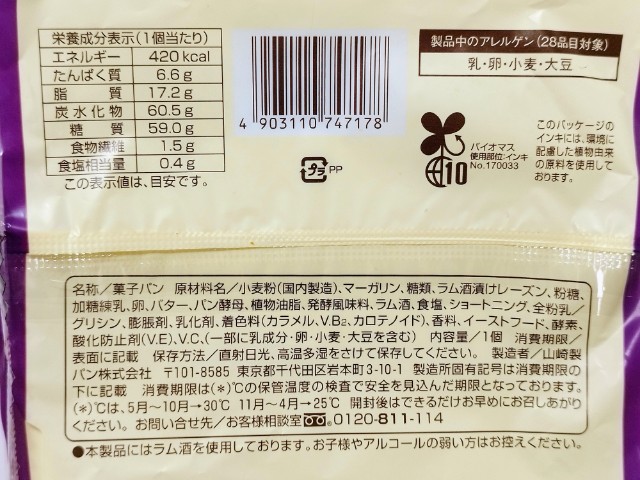 栄養成分表示(1個当たり)
エネルギー 420kcal
たんぱく質 6.6g
脂質 17.2g
炭水化物 60.5g
糖質 59.0g
食物繊維 1.5g
食塩相当量 0.4g
この表示値は、目安です。
4 903110 747178
プラ PP
製品中のアレルゲン(28品目対象)
乳・卵・小麦・大豆
10
バイオマス
使用部位:インキ
No.170033
このパッケージの
インキには、環境に
配慮した植物由来
の原料を使用して
おります。
名称/菓子パン 原材料名/小麦粉(国内製造)、マーガリン、糖類、ラム酒漬けレーズン、粉糖、
加糖練乳、卵、バター、パン酵母、植物油脂、発酵風味料、ラム酒、食塩、ショートニング、全粉乳/
グリシン、膨脹剤、乳化剤、着色料(カラメル、V.B₂、カロテノイド)、香料、イーストフード、酵素、
酸化防止剤(V.E)、V.C、(一部に乳成分・卵・小麦・大豆を含む) 内容量/1個 消費期限/
表面に記載 保存方法/直射日光、高温多湿をさけて保存してください。 製造者/山崎製
パン株式会社 〒101-8585 東京都千代田区岩本町3-10-1 製造所固有記号は消費期限の
下に記載 消費期限は(*)℃の保管温度の検査で安全を見込んだ期限となっております。
(*)℃は、5月~10月→30℃ 11月~4月→25℃ 開封後はできるだけお早めにお召しあがり
ください。 お問い合せ先/お客様相談室 0120-811-114
●本製品にはラム酒を使用しております。お子様やアルコールの弱い方はお控えください。